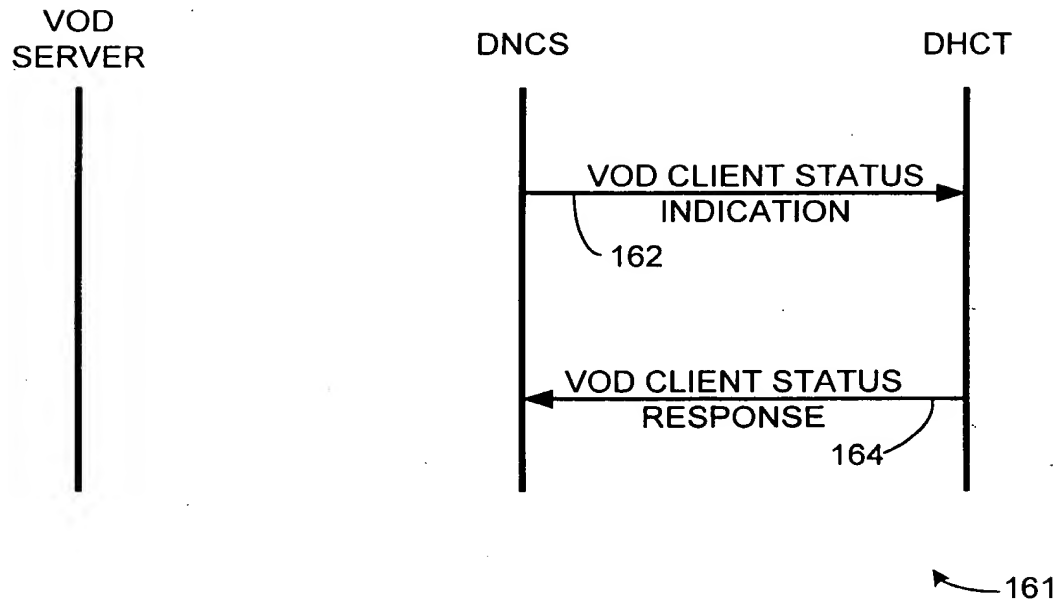 VOD
SERVER
DNCS
DHCT
VOD CLIENT STATUS
INDICATION
162
VOD CLIENT STATUS
RESPONSE
164
161